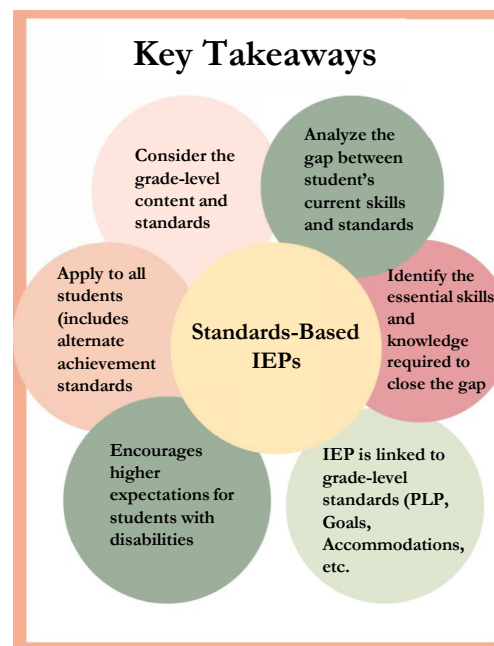 Key Takeaways
Consider the
grade-level
content and
standards
Analyze the
gap between
student's
current skills
and standards
Apply to all
students
(includes
alternate
achievement
standards
Standards-Based
IEPs
Identify the
essential skills
and
knowledge
required to
close the gap
Encourages
higher
expectations for
students with
disabilities
IEP is linked to
grade-level
standards (PLP,
Goals,
Accommodations,
etc.